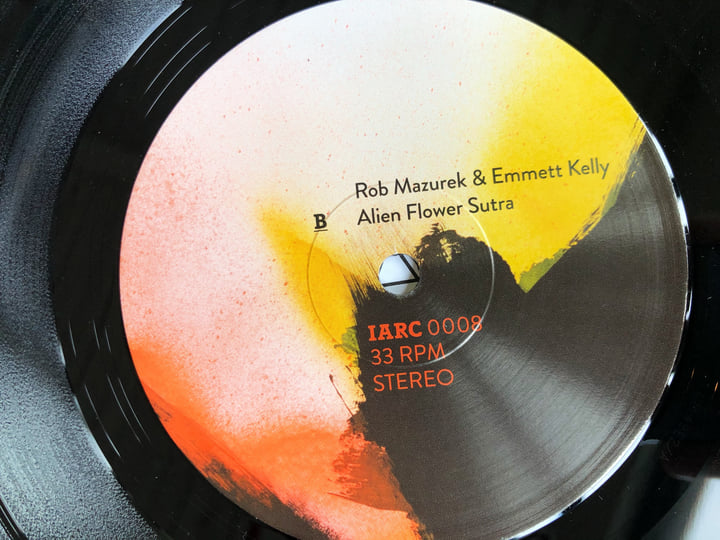 Rob Mazurek & Emmett Kelly
B
Alien Flower Sutra
IARC 0008
33 RPM
STEREO